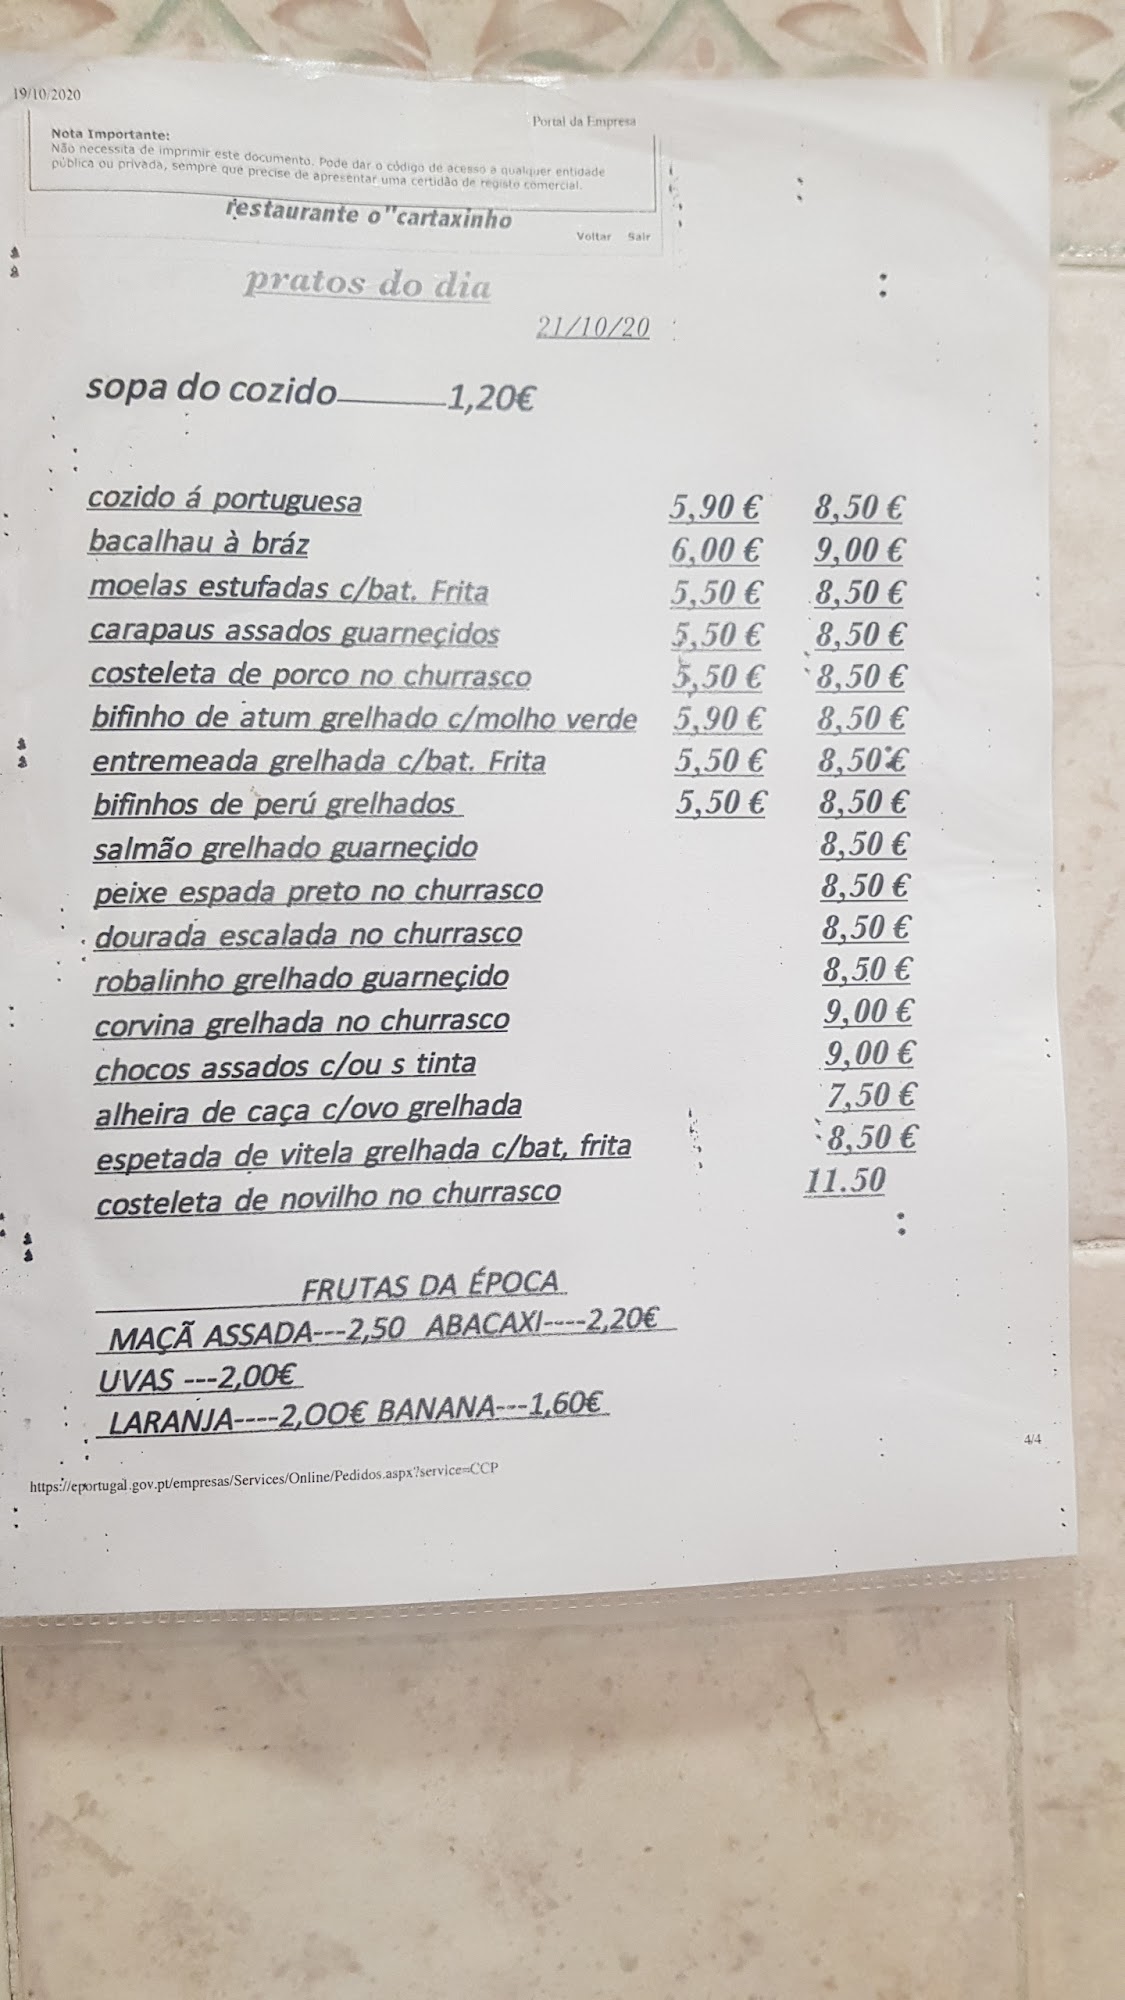 19/10/2020
Portal da Empresa
Nota Importante:
Não necessita de imprimir este documento. Pode dar o código de acesso a qualquer entidade
pública ou privada, sempre que precise de apresentar uma certidão de registo comercial.
restaurante o"cartaxinho
Voltar Sair
pratos do dia
21/10/20
sopa do cozido 1,20€
cozido á portuguesa 5,90 € 8,50 €
bacalhau à bráz 6,00 € 9,00 €
moelas estufadas c/bat. Frita 5,50 € 8,50 €
carapaus assados guarneçidos 5,50 € 8,50 €
costeleta de porco no churrasco 5,50 € 8,50 €
bifinho de atum grelhado c/molho verde 5,90 € 8,50 €
entremeada grelhada c/bat. Frita 5,50 € 8,50 €
bifinhos de perú grelhados 5,50 € 8,50 €
salmão grelhado guarneçido 8,50 €
peixe espada preto no churrasco 8,50 €
dourada escalada no churrasco 8,50 €
robalinho grelhado guarneçido 8,50 €
corvina grelhada no churrasco 9,00 €
chocos assados c/ou s tinta 9,00 €
alheira de caça c/ovo grelhada 7,50 €
espetada de vitela grelhada c/bat, frita 8,50 €
costeleta de novilho no churrasco 11.50
FRUTAS DA ÉPOCA
MAÇÃ ASSADA---2,50 ABACAXI----2,20€
UVAS ---2,00€
LARANJA----2,OO€ BANANA---1,60€
4/4
https://eportugal.gov.pt/empresas/Services/Online/Pedidos.aspx?service=CCP